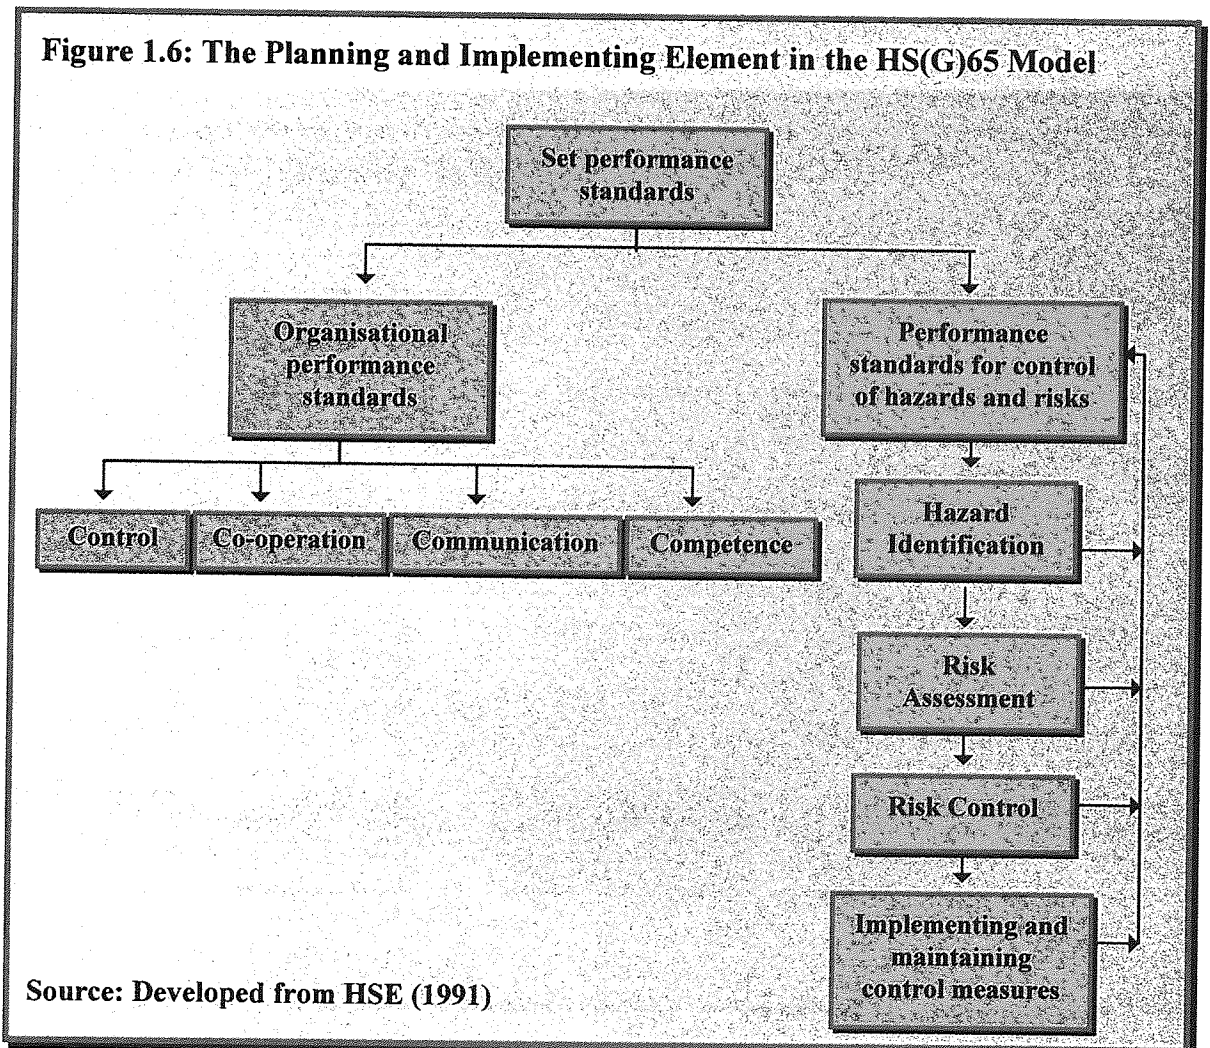 Figure 1.6: The Planning and Implementing Element in the HS(G)65 Model
Set performance
standards
Organisational
performance
standards
Performance
standards for control
of hazards and risks
Control
Co-operation
Communication
Competence
Hazard
Identification
Risk
Assessment
Risk Control
Implementing and
maintaining
control measures
Source: Developed from HSE (1991)